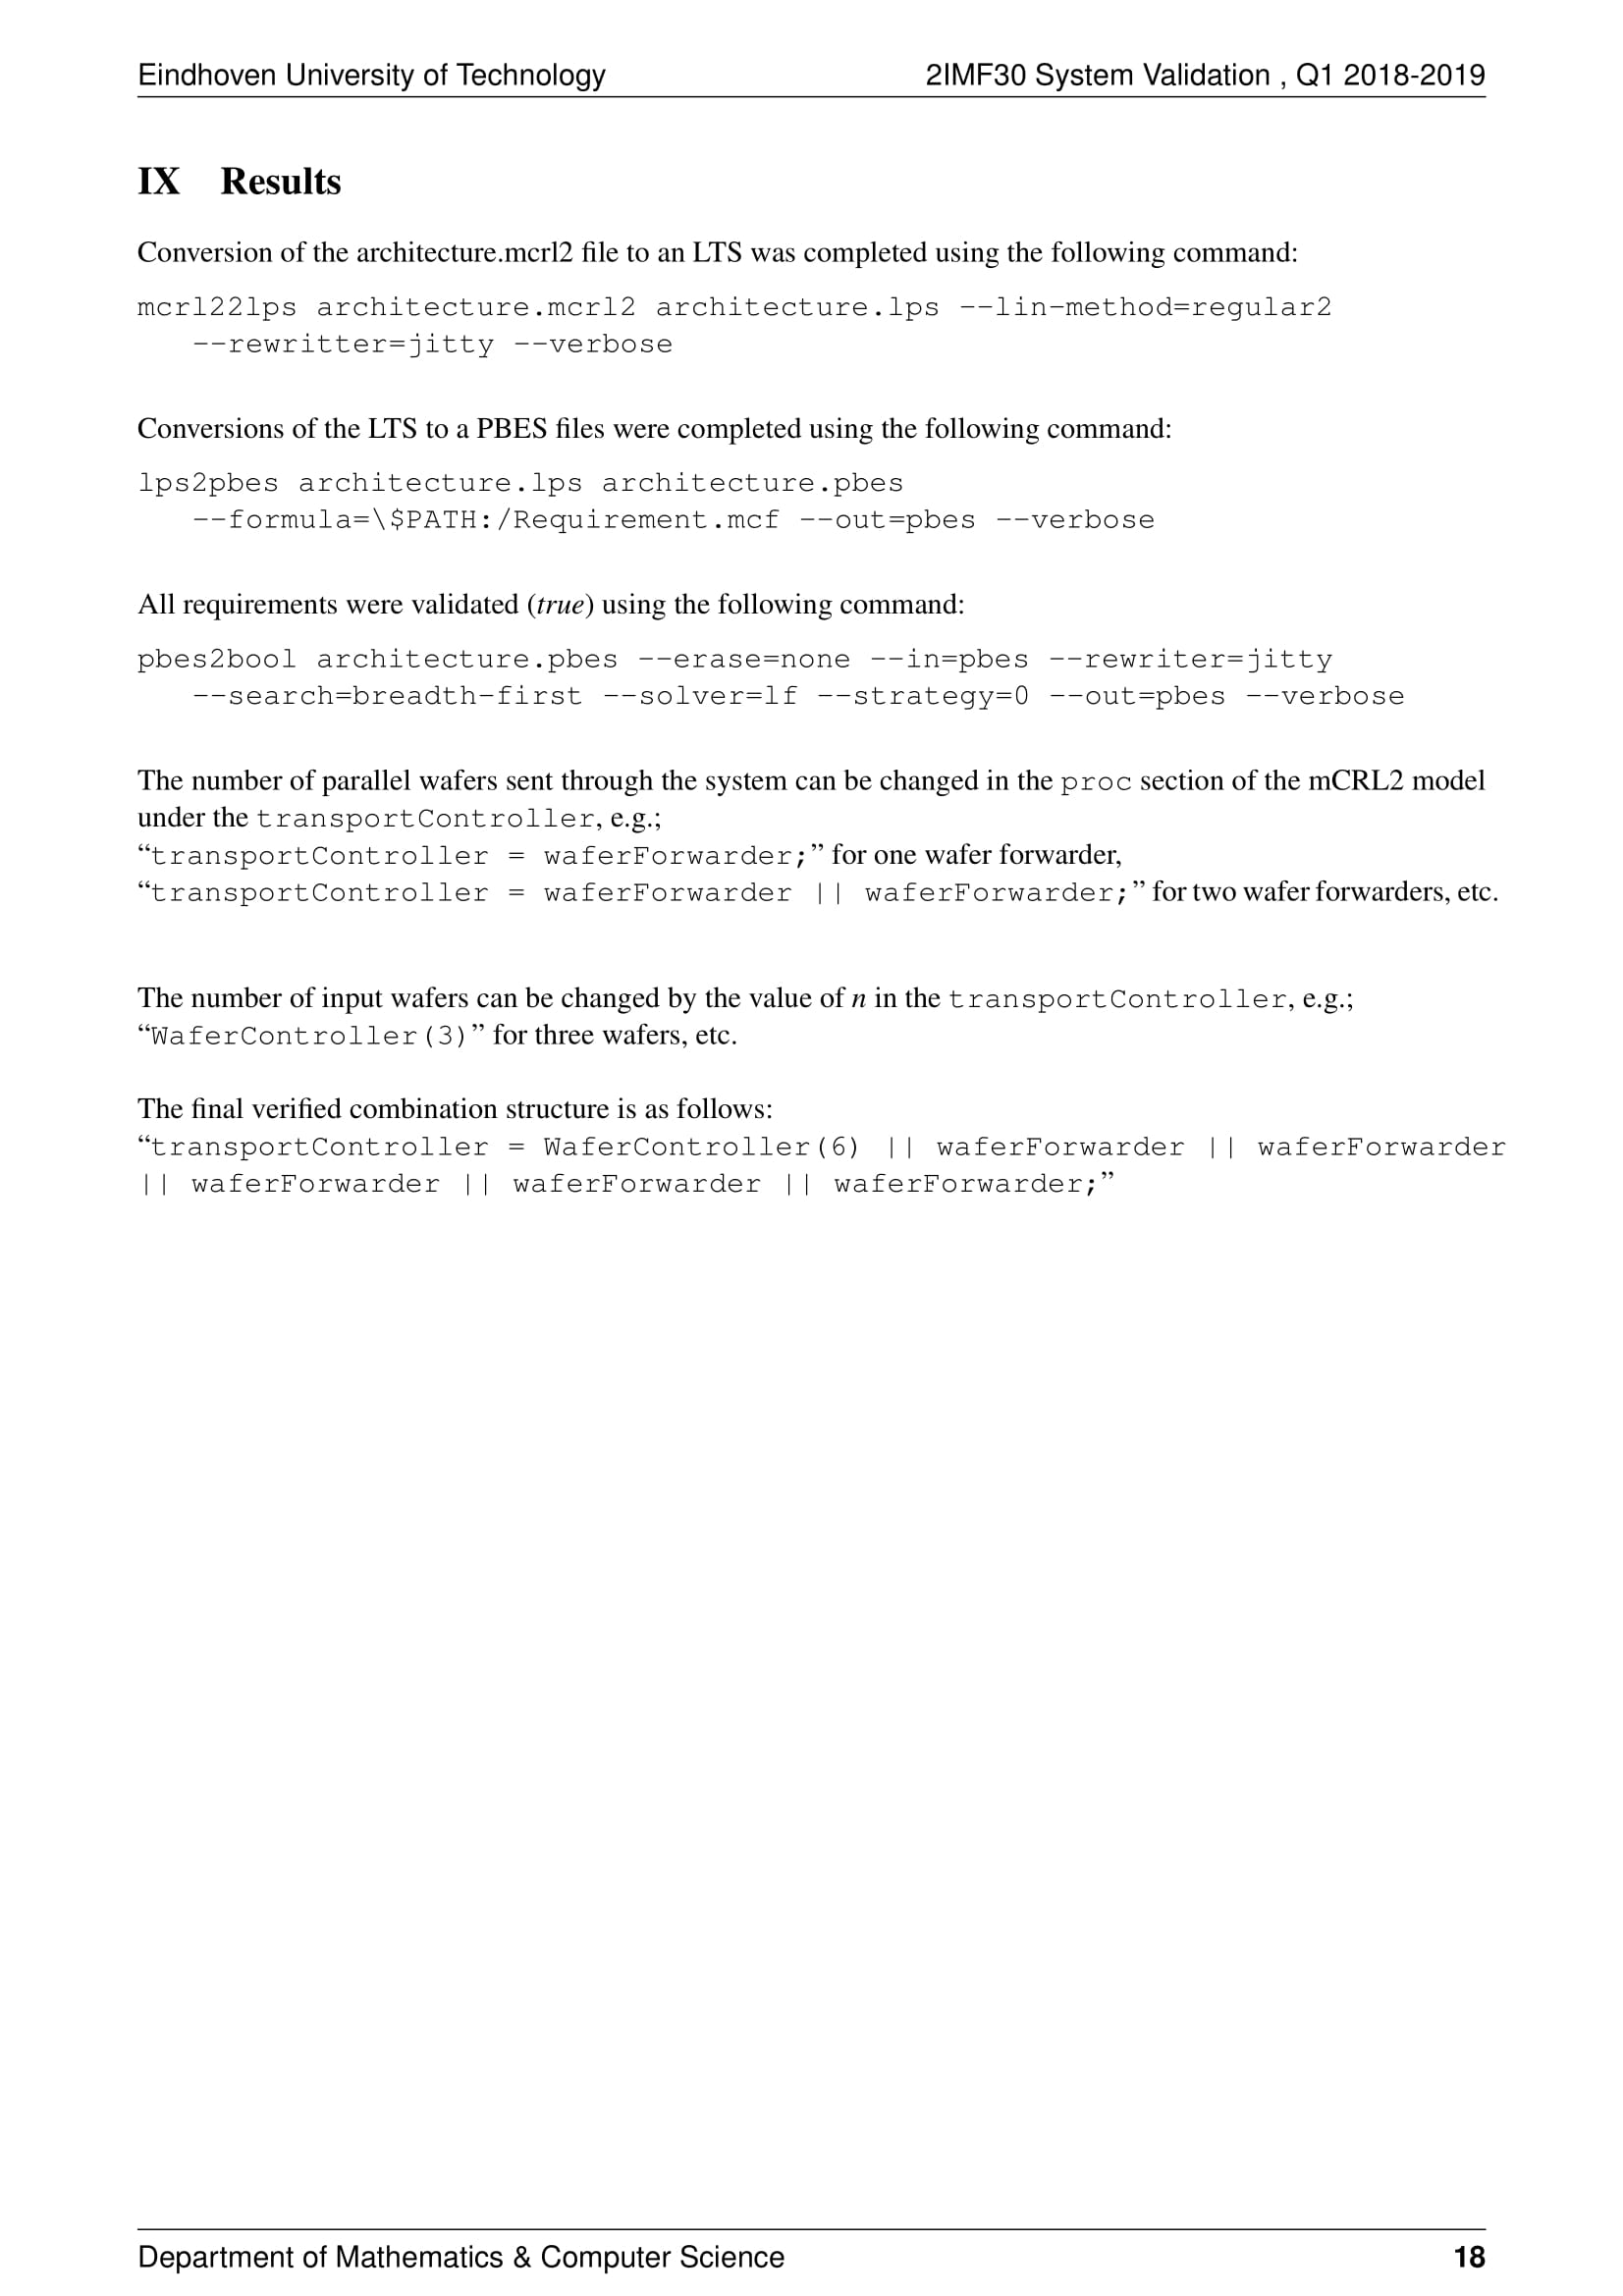 Eindhoven University of Technology 2IMF30 System Validation , Q1 2018-2019
IX Results
Conversion of the architecture.mcrl2 file to an LTS was completed using the following command:
mcrl22lps architecture.mcrl2 architecture.lps --lin-method=regular2
--rewritter=jitty --verbose
Conversions of the LTS to a PBES files were completed using the following command:
lps2pbes architecture.lps architecture.pbes
--formula=\$PATH:/Requirement.mcf --out=pbes --verbose
All requirements were validated (true) using the following command:
pbes2bool architecture.pbes --erase=none --in=pbes --rewriter=jitty
--search=breadth-first --solver=lf --strategy=0 --out=pbes --verbose
The number of parallel wafers sent through the system can be changed in the proc section of the mCRL2 model
under the transportController, e.g.;
“transportController = waferForwarder;” for one wafer forwarder,
“transportController = waferForwarder || waferForwarder;” for two wafer forwarders, etc.
The number of input wafers can be changed by the value of n in the transportController, e.g.;
“WaferController(3)” for three wafers, etc.
The final verified combination structure is as follows:
“transportController = WaferController(6) || waferForwarder || waferForwarder
|| waferForwarder || waferForwarder || waferForwarder;”
Department of Mathematics & Computer Science 18